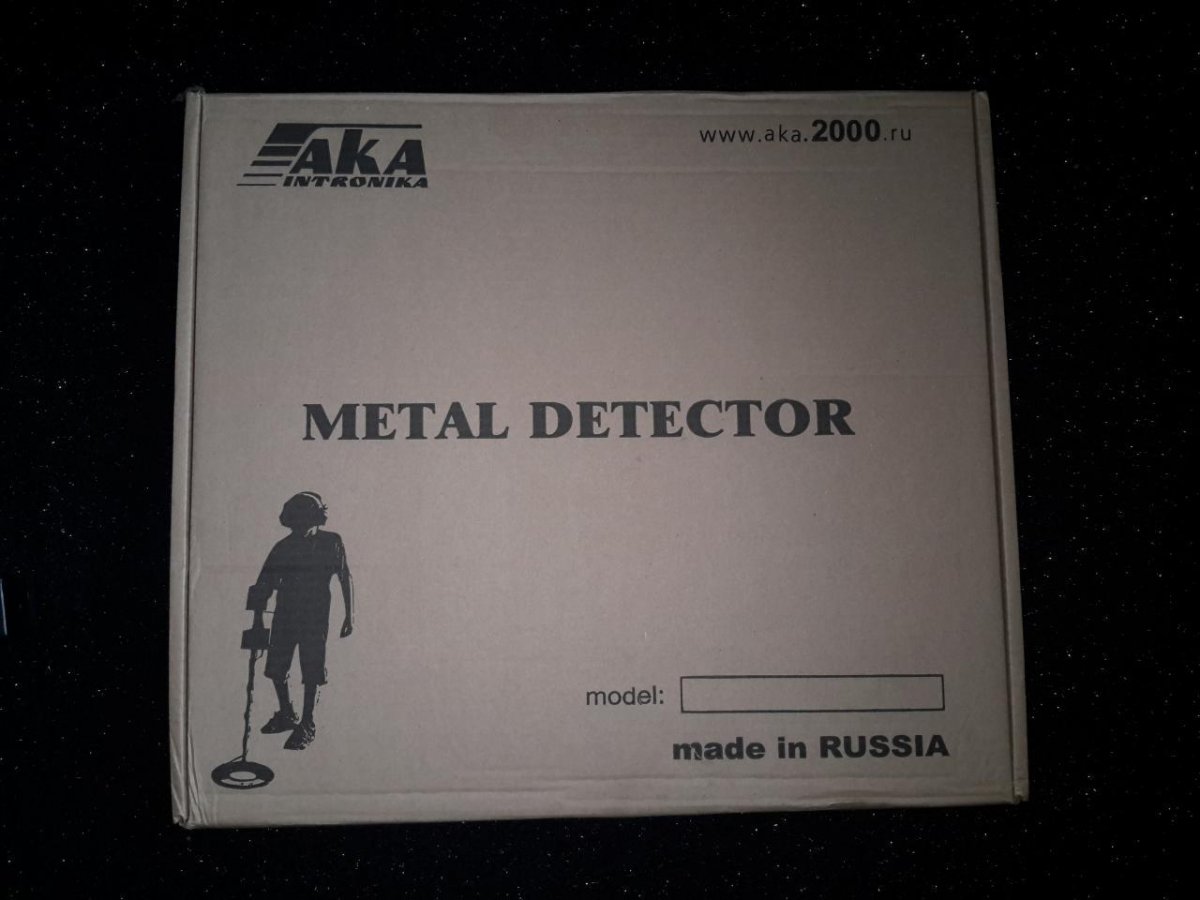 AKA
INTRONIKA
www.aka.2000.ru
METAL DETECTOR
model:
made in RUSSIA